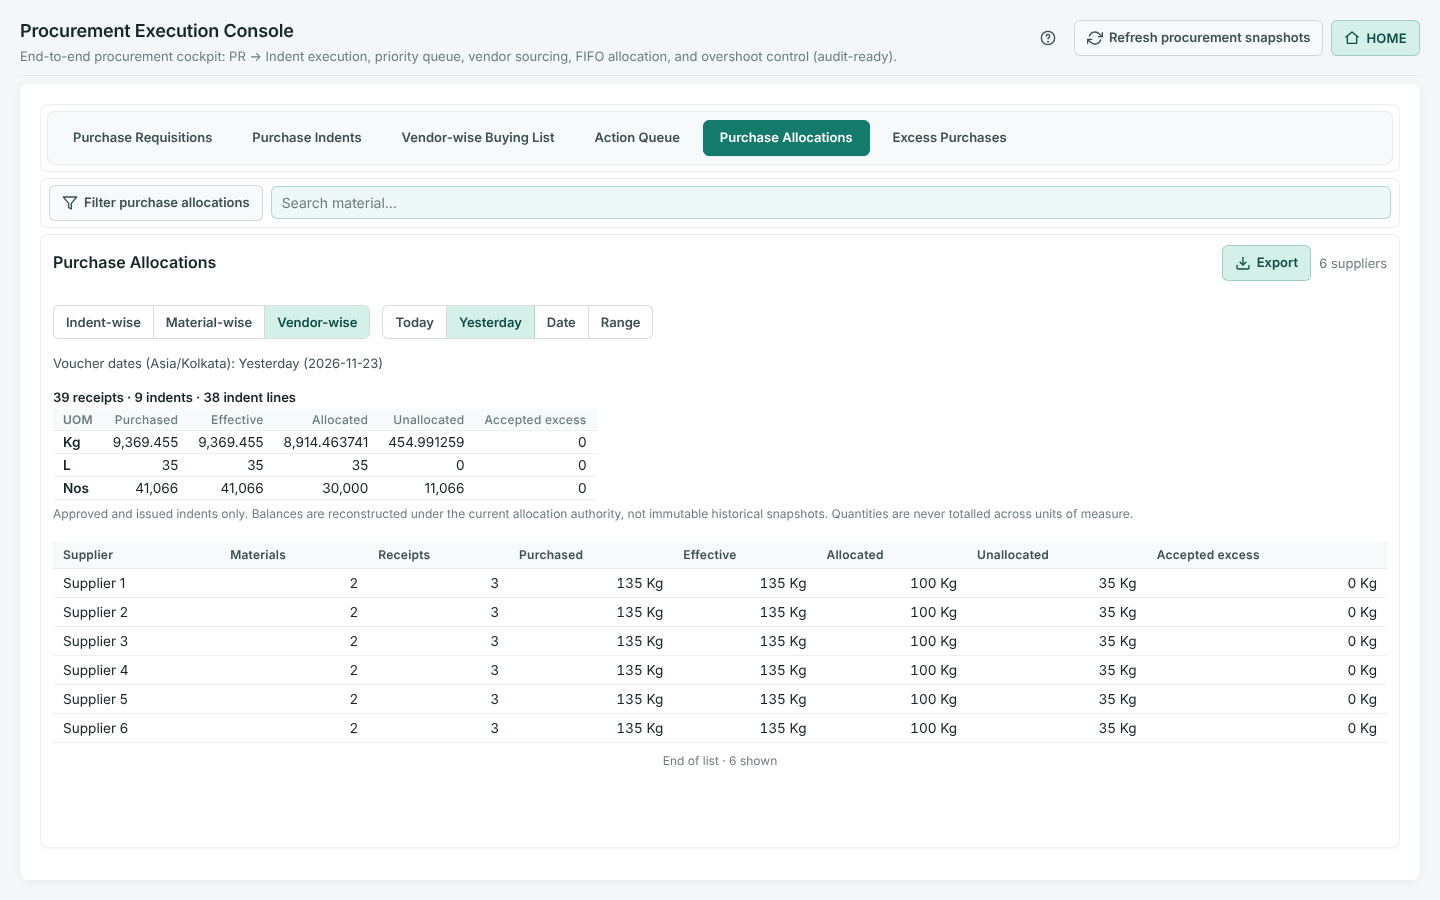 Procurement Execution Console
End-to-end procurement cockpit: PR → Indent execution, priority queue, vendor sourcing, FIFO allocation, and overshoot control (audit-ready).
Refresh procurement snapshots
HOME
Purchase Requisitions Purchase Indents Vendor-wise Buying List Action Queue Purchase Allocations Excess Purchases
Filter purchase allocations Search material...
Purchase Allocations
Export 6 suppliers
Indent-wise Material-wise Vendor-wise Today Yesterday Date Range
Voucher dates (Asia/Kolkata): Yesterday (2026-11-23)
39 receipts · 9 indents · 38 indent lines
UOM Purchased Effective Allocated Unallocated Accepted excess
Kg 9,369.455 9,369.455 8,914.463741 454.991259 0
L 35 35 35 0 0
Nos 41,066 41,066 30,000 11,066 0
Approved and issued indents only. Balances are reconstructed under the current allocation authority, not immutable historical snapshots. Quantities are never totalled across units of measure.
Supplier Materials Receipts Purchased Effective Allocated Unallocated Accepted excess
Supplier 1 2 3 135 Kg 135 Kg 100 Kg 35 Kg 0 Kg
Supplier 2 2 3 135 Kg 135 Kg 100 Kg 35 Kg 0 Kg
Supplier 3 2 3 135 Kg 135 Kg 100 Kg 35 Kg 0 Kg
Supplier 4 2 3 135 Kg 135 Kg 100 Kg 35 Kg 0 Kg
Supplier 5 2 3 135 Kg 135 Kg 100 Kg 35 Kg 0 Kg
Supplier 6 2 3 135 Kg 135 Kg 100 Kg 35 Kg 0 Kg
End of list · 6 shown